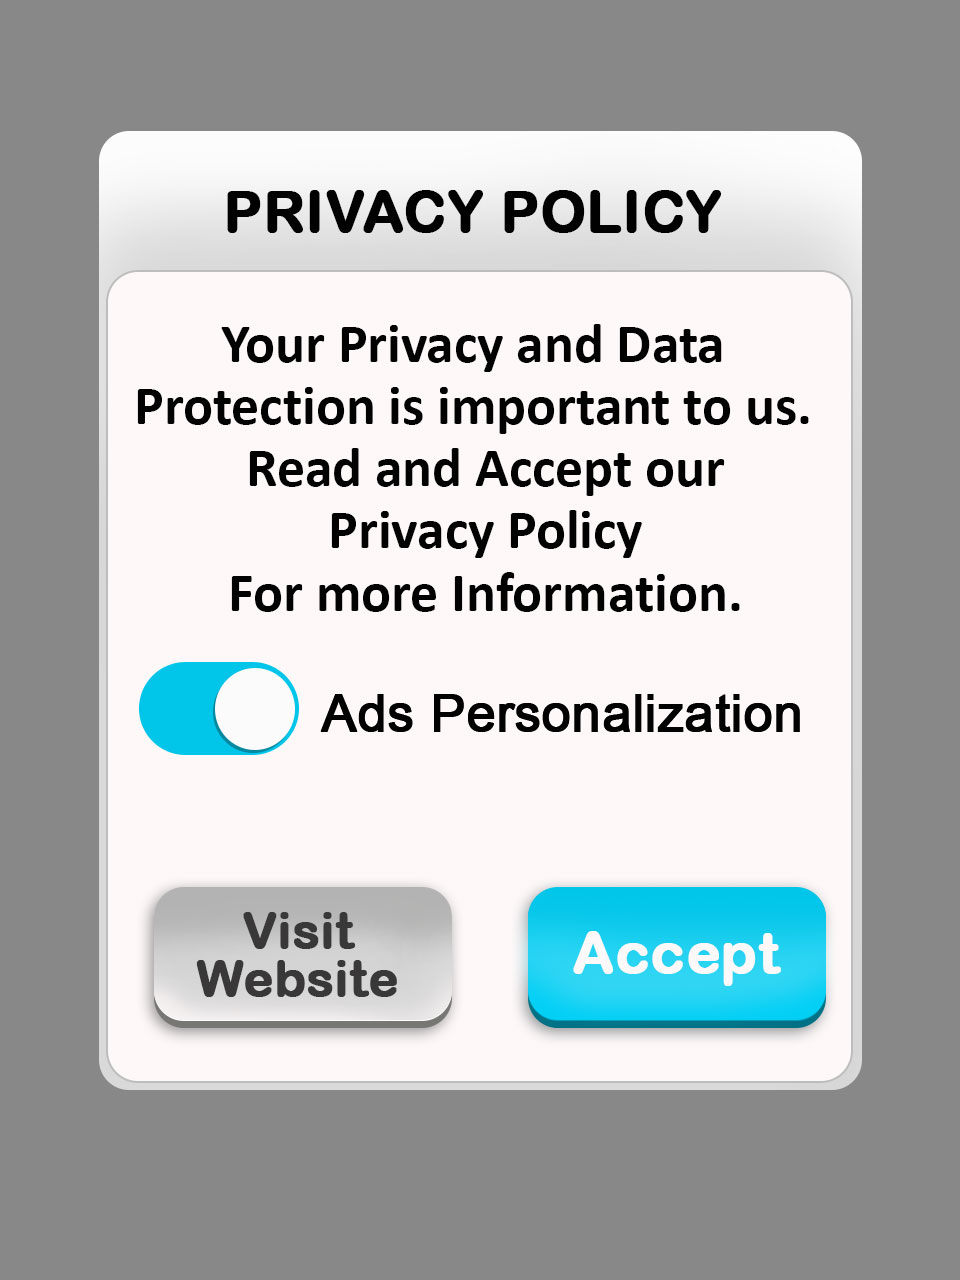 PRIVACY POLICY
Your Privacy and Data
Protection is important to us.
Read and Accept our
Privacy Policy
For more Information.
Ads Personalization
Visit
Website
Accept